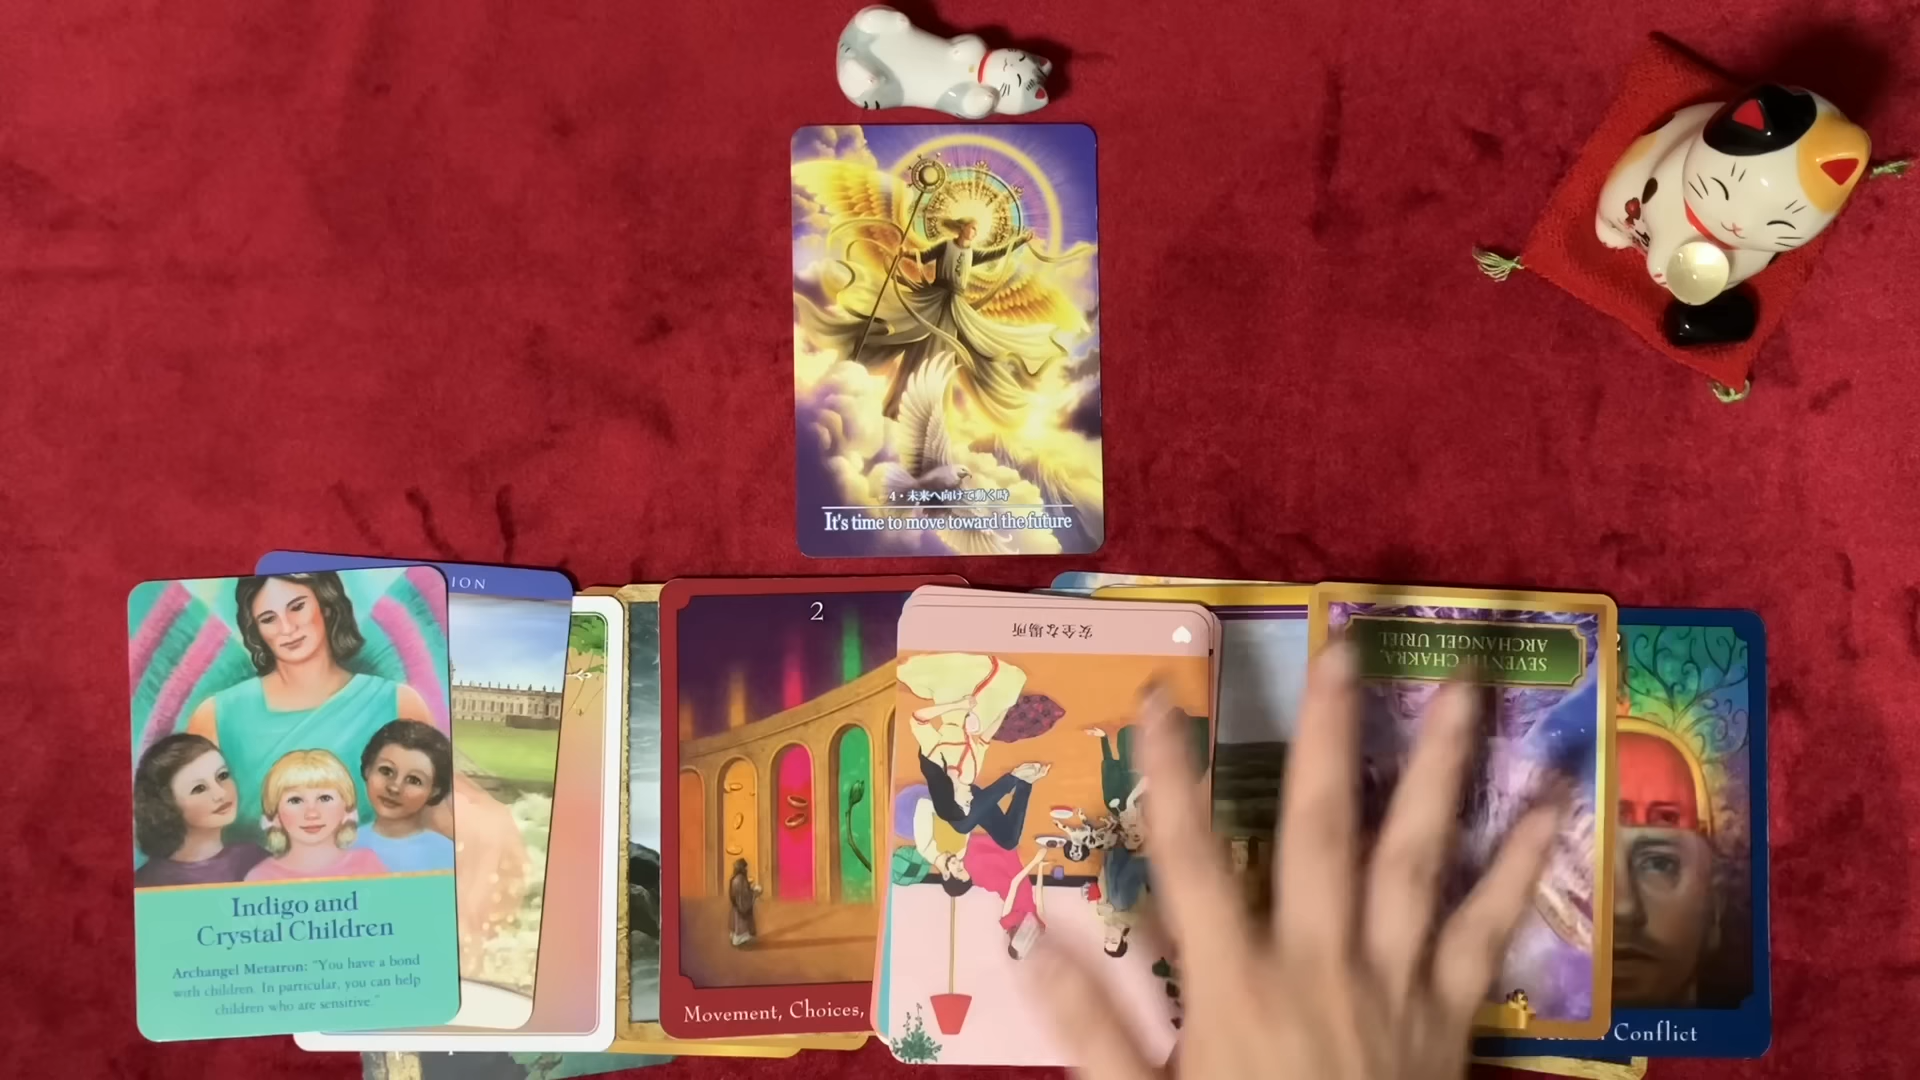 4・未来へ向けて動く時
It's time to move toward the future
ION
Indigo and
Crystal Children
Archangel Metatron: "You have a bond
with children. In particular, you can help
children who are sensitive."
2
Movement, Choices,
安全な場所
SEVENTH CHAKRA,
ARCHANGEL URIEL
Conflict